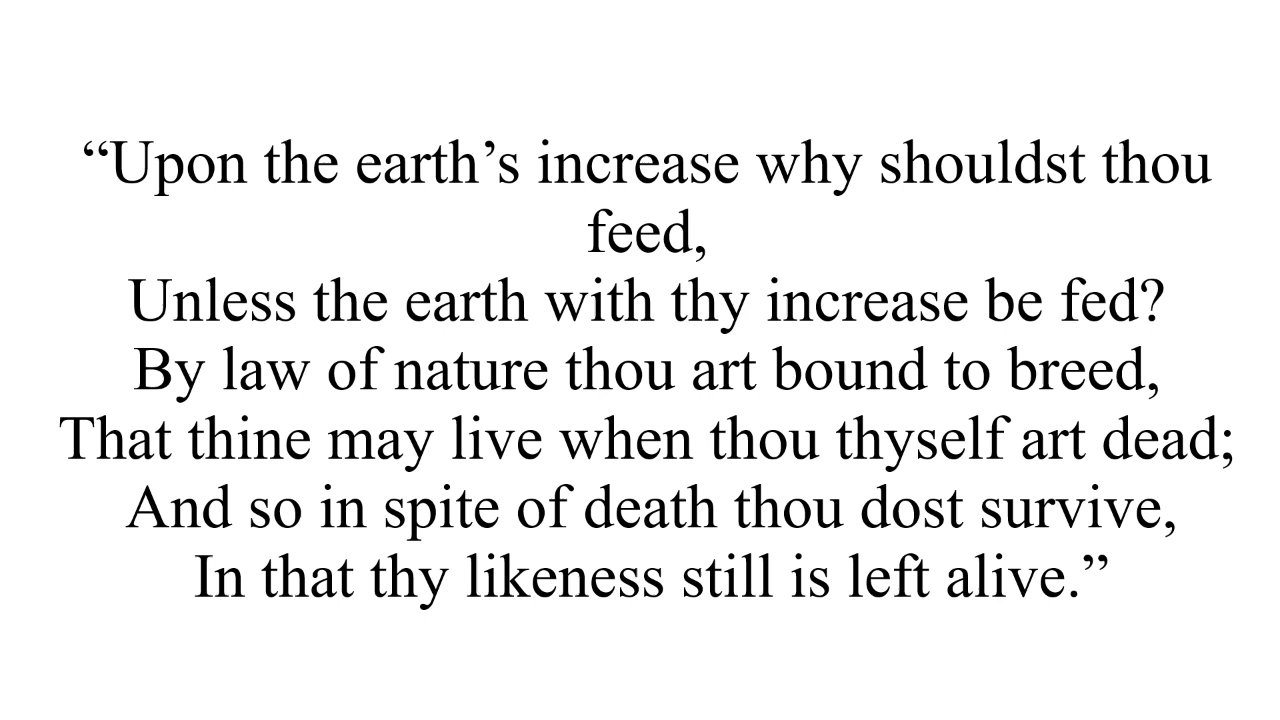 “Upon the earth’s increase why shouldst thou
feed,
Unless the earth with thy increase be fed?
By law of nature thou art bound to breed,
That thine may live when thou thyself art dead;
And so in spite of death thou dost survive,
In that thy likeness still is left alive.”